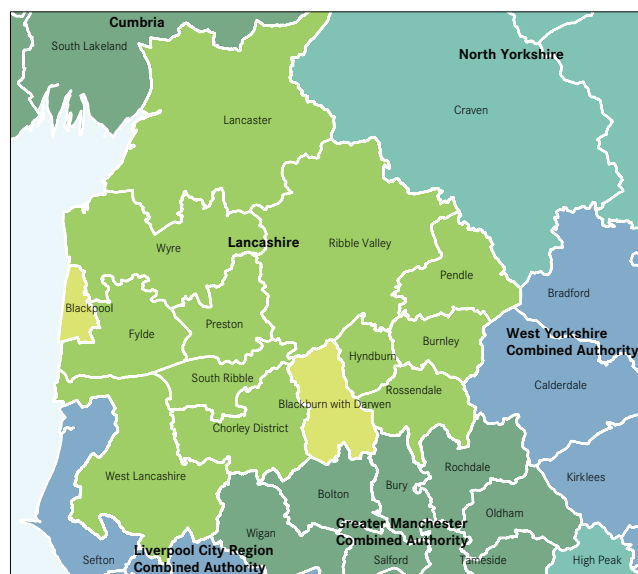 Cumbria
South Lakeland
North Yorkshire
Craven
Lancaster
Lancashire
Wyre
Ribble Valley
Pendle
Bradford
Blackpool
Fylde
Preston
West Yorkshire
Combined Authority
Hyndburn
Burnley
South Ribble
Calderdale
Blackburn with Darwen
Rossendale
Chorley District
West Lancashire
Rochdale
Kirklees
Bolton
Bury
Oldham
Greater Manchester
Combined Authority
Wigan
Liverpool City Region
Combined Authority
Sefton
Salford
Tameside
High Peak